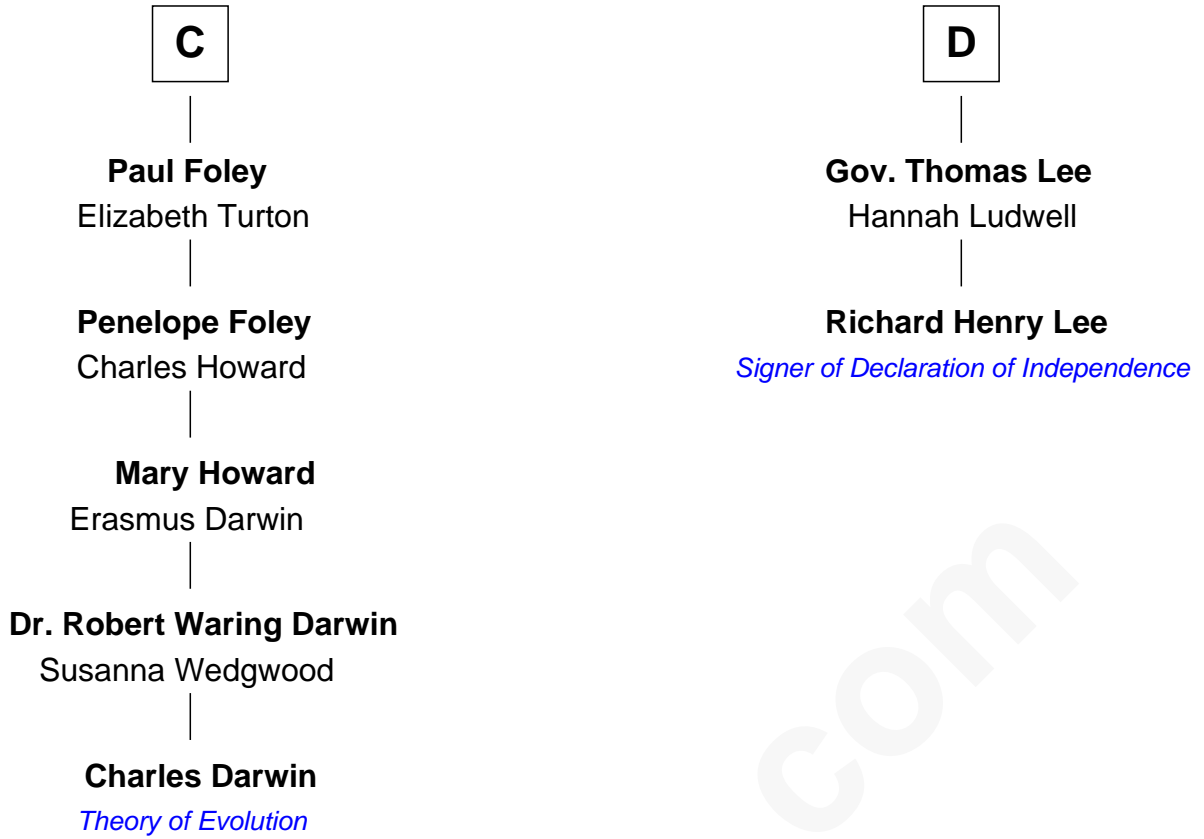 C
Paul Foley
Elizabeth Turton
Penelope Foley
Charles Howard
Mary Howard
Erasmus Darwin
Dr. Robert Waring Darwin
Susanna Wedgwood
Charles Darwin
Theory of Evolution
D
Gov. Thomas Lee
Hannah Ludwell
Richard Henry Lee
Signer of Declaration of Independence
com